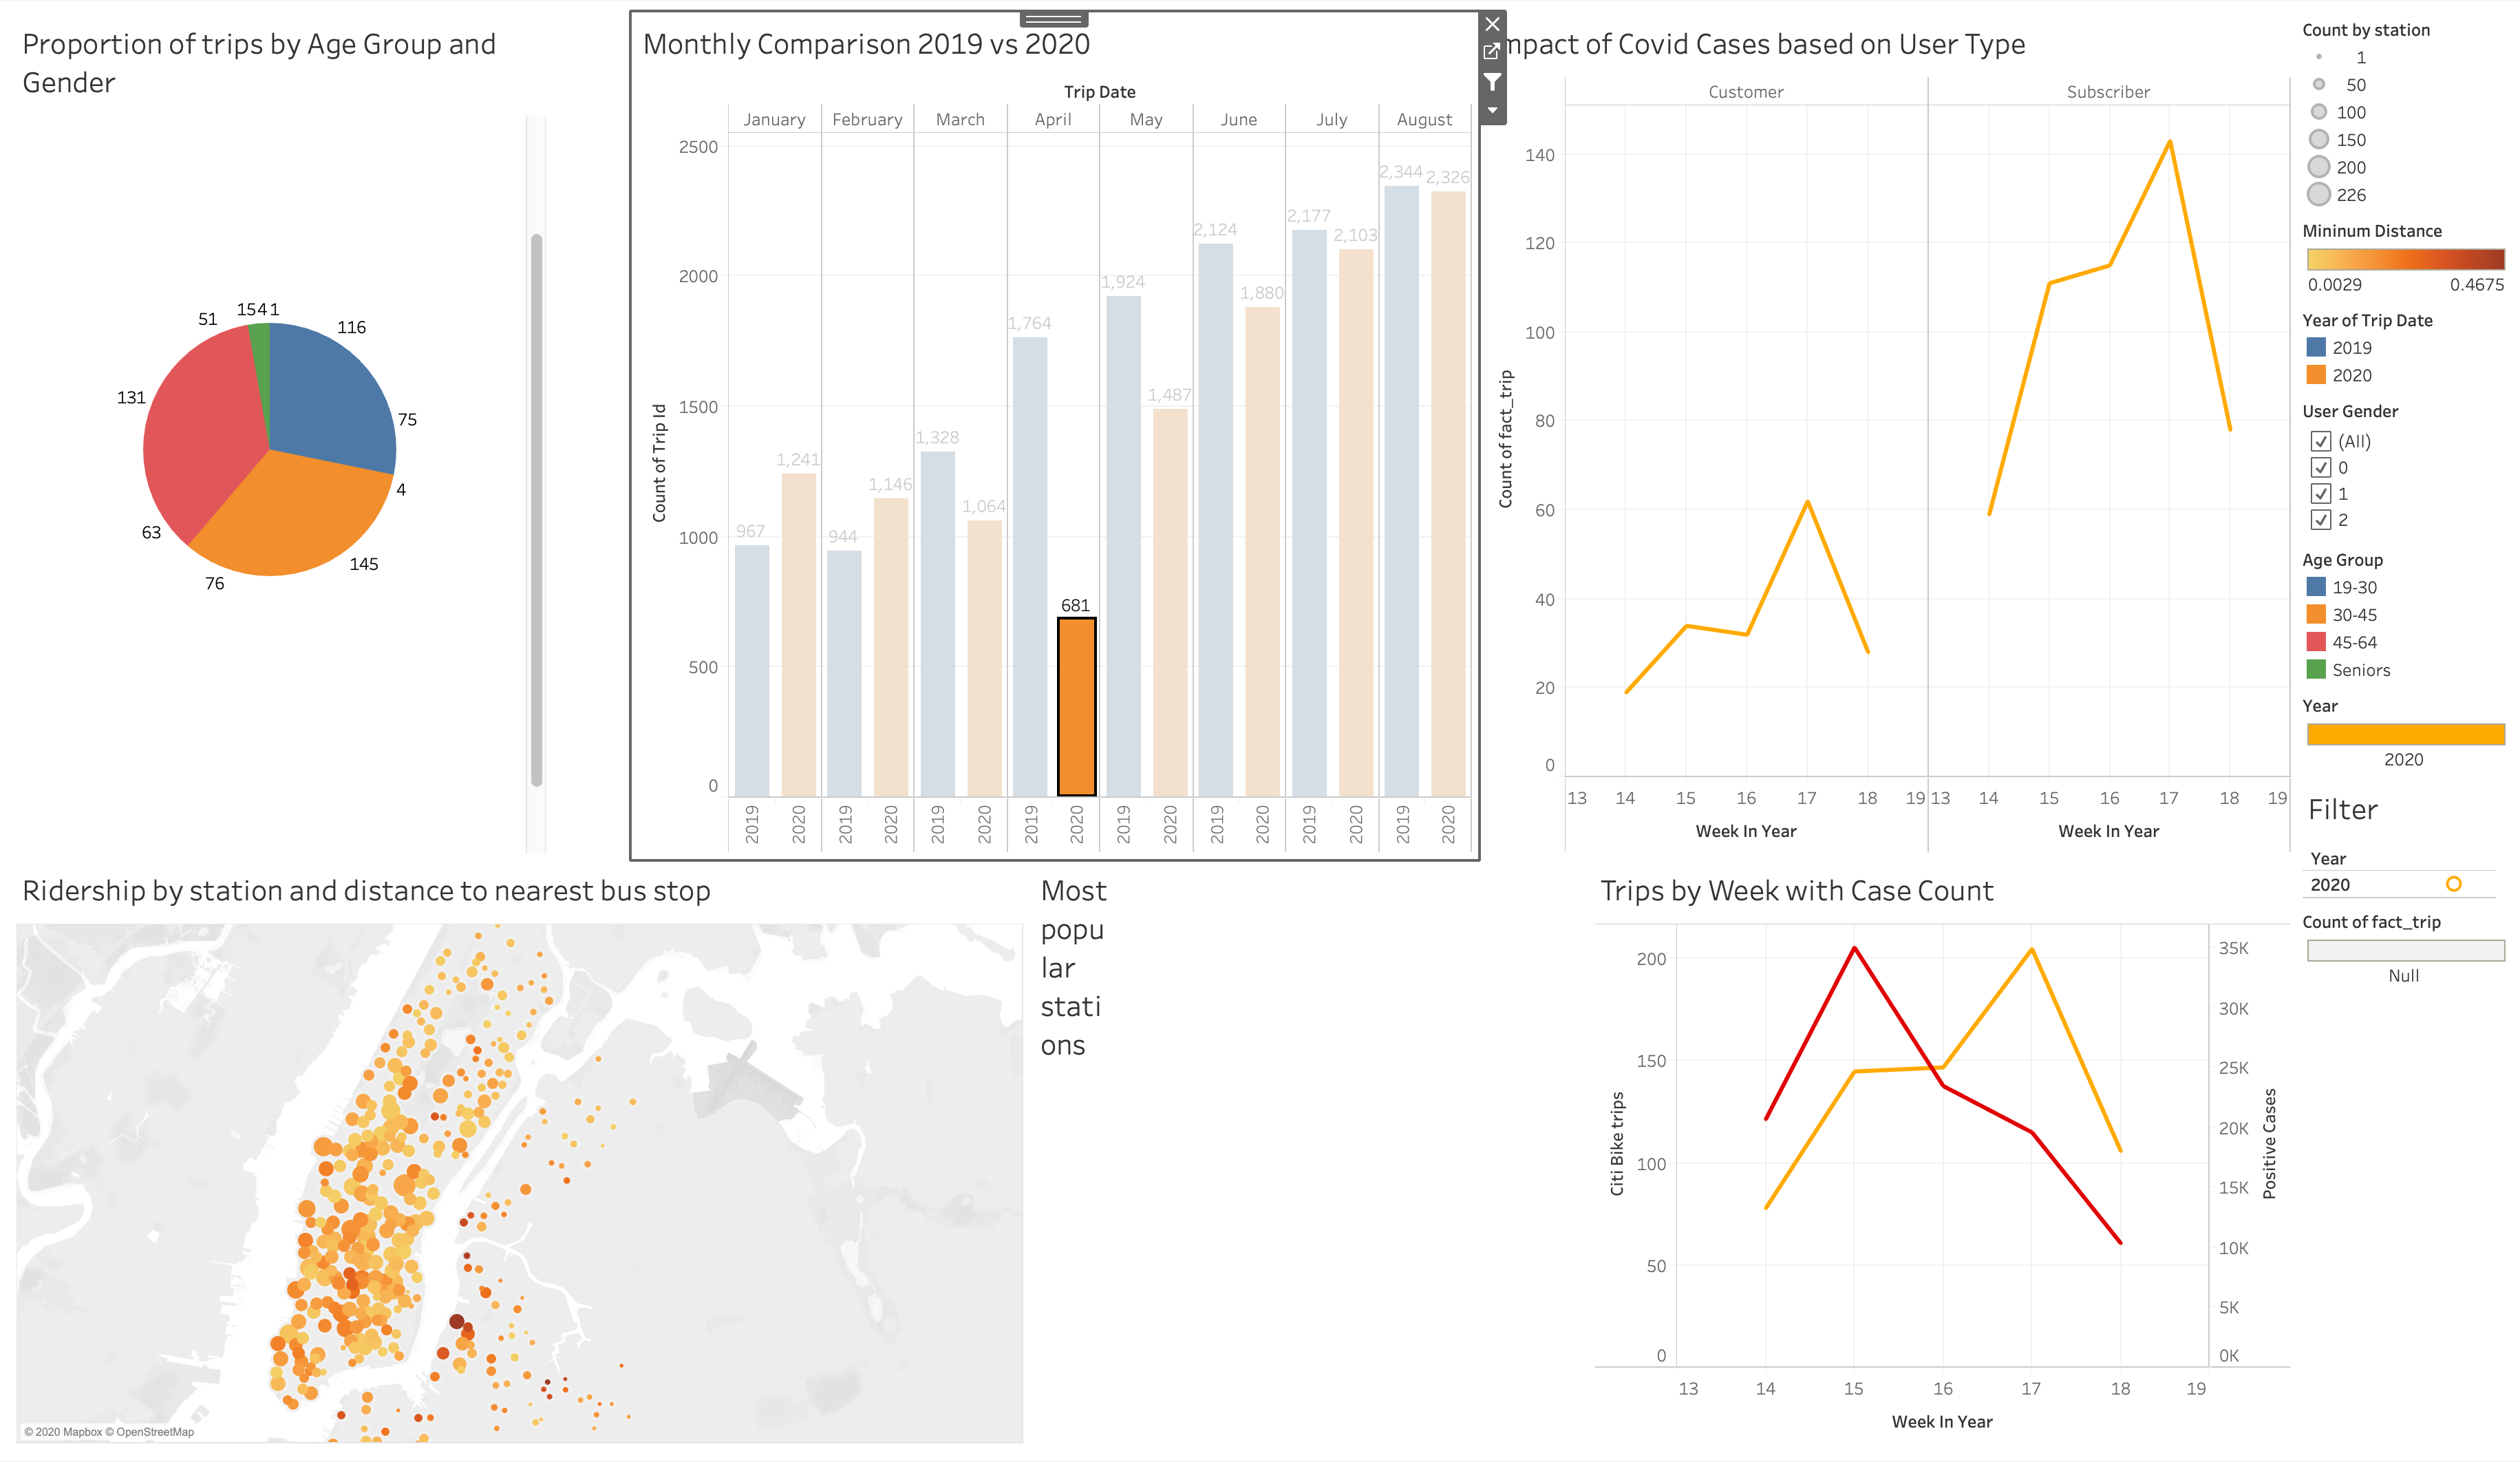 Proportion of trips by Age Group and
Gender
51
15 4 1
116
131
75
4
63
145
76
Monthly Comparison 2019 vs 2020
Trip Date
January February March April May June July August
Count of Trip Id
2500
2000
1500
1000
500
0
967 1,241 944 1,146 1,328 1,064 1,764 681 1,924 1,487 2,124 1,880 2,177 2,103 2,344 2,326
2019 2020 2019 2020 2019 2020 2019 2020 2019 2020 2019 2020 2019 2020 2019 2020
mpact of Covid Cases based on User Type
Customer Subscriber
Count of fact_trip
140
120
100
80
60
40
20
0
13 14 15 16 17 18 19 13 14 15 16 17 18 19
Week In Year Week In Year
Count by station
1
50
100
150
200
226
Mininum Distance
0.0029 0.4675
Year of Trip Date
2019
2020
User Gender
(All)
0
1
2
Age Group
19-30
30-45
45-64
Seniors
Year
2020
Filter
Year
2020
Count of fact_trip
Null
Ridership by station and distance to nearest bus stop
© 2020 Mapbox © OpenStreetMap
Most
popu
lar
stati
ons
Trips by Week with Case Count
Citi Bike trips
200
150
100
50
0
35K
30K
25K
20K
15K
10K
5K
0K
Positive Cases
13 14 15 16 17 18 19
Week In Year